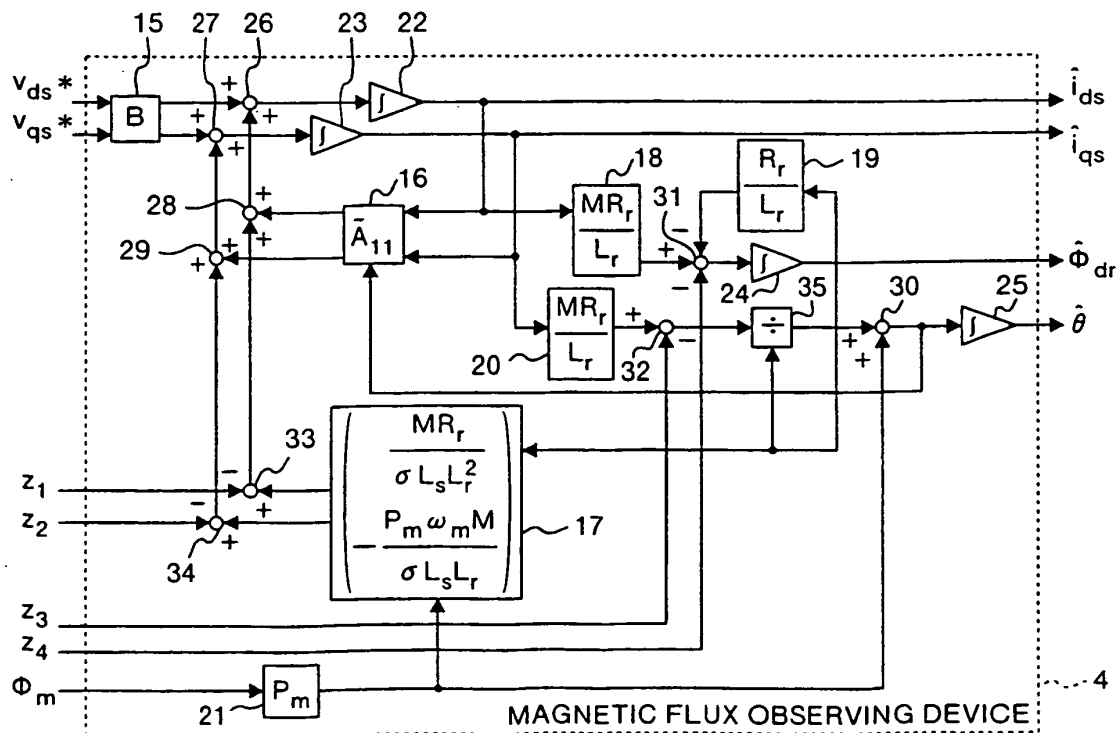 15 27 26 23 22
v_ds* B + + + + ∫ î_ds
v_qs* ∫ î_qs
28 + + 16 Ā_11 18 MR_r / L_r 31 + − − R_r / L_r 19
29 + + ∫ 24 Φ̂_dr
20 MR_r / L_r + − 32 ÷ 35 + + 30 ∫ 25 θ̂
z_1 − + 33 MR_r / σ L_s L_r^2
z_2 − + 34 − P_m ω_m M / σ L_s L_r 17
z_3
z_4
Φ_m P_m 21
4
MAGNETIC FLUX OBSERVING DEVICE